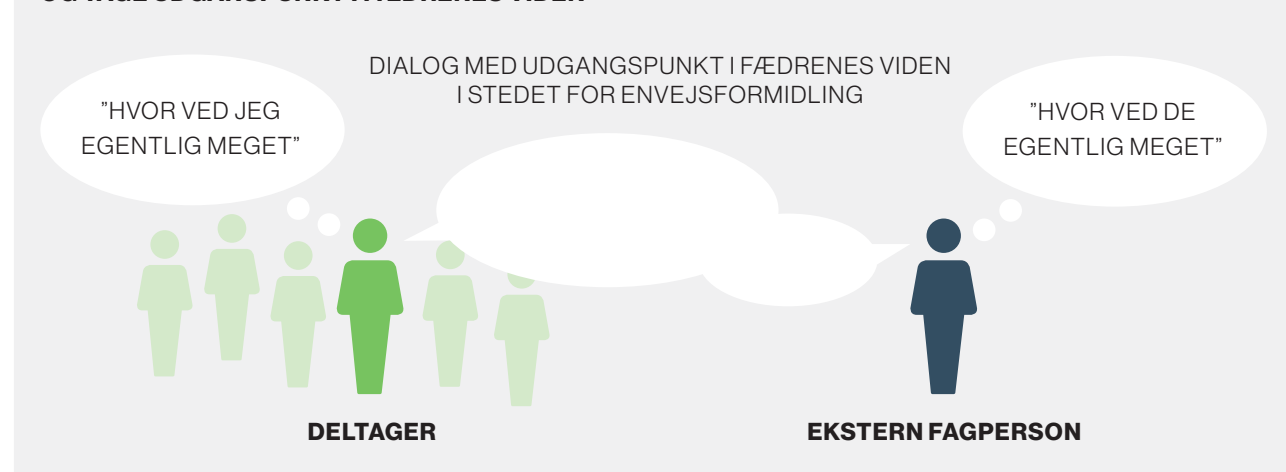 DIALOG MED UDGANGSPUNKT I FÆDRENES VIDEN
I STEDET FOR ENVEJSFORMIDLING
"HVOR VED JEG
EGENTLIG MEGET"
"HVOR VED DE
EGENTLIG MEGET"
DELTAGER
EKSTERN FAGPERSON